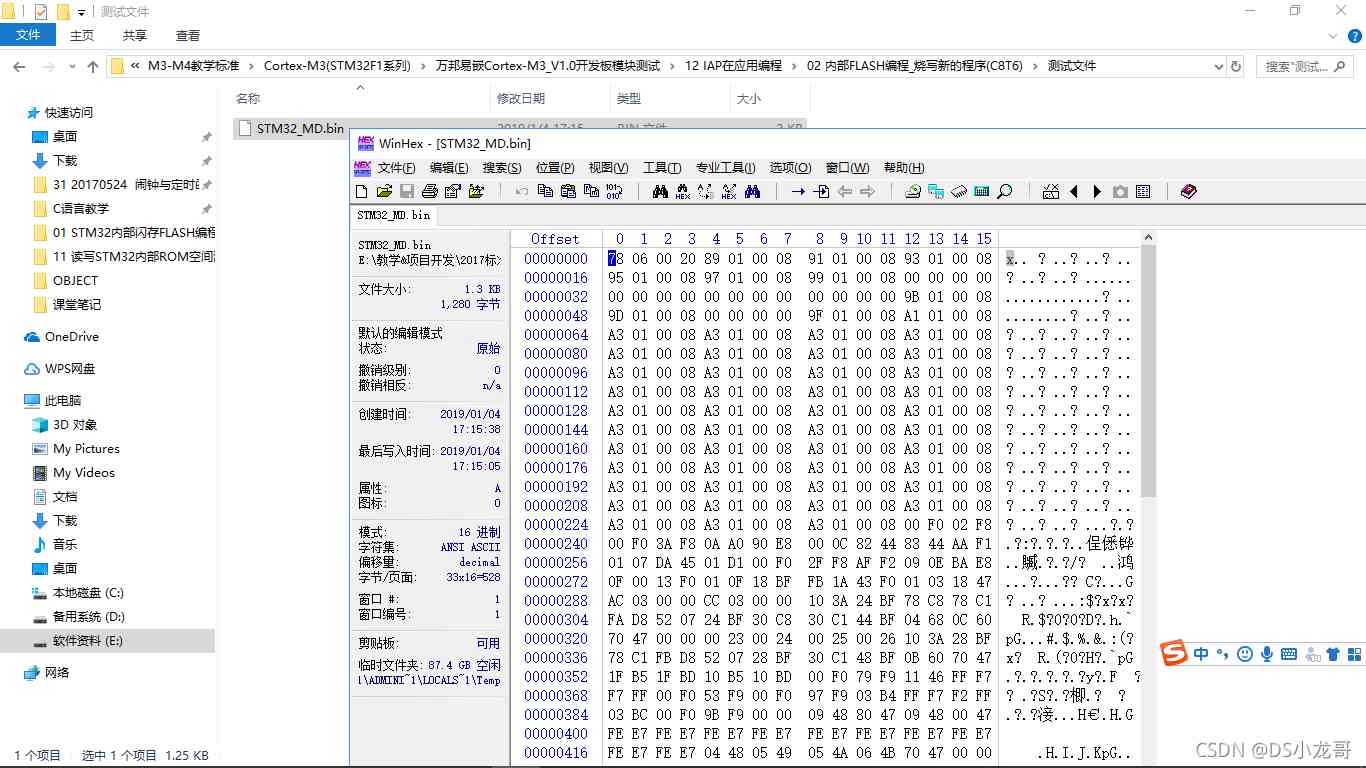 测试文件
文件 主页 共享 查看
« M3-M4教学标准 › Cortex-M3(STM32F1系列) › 万邦易嵌Cortex-M3_V1.0开发板模块测试 › 12 IAP在应用编程 › 02 内部FLASH编程_烧写新的程序(C8T6) › 测试文件
搜索"测试...
名称 修改日期 类型 大小
STM32_MD.bin
快速访问
桌面
下载
31 20170524
C语言教学
01 STM32内部闪存FLASH编程
11 读写STM32内部ROM空间
OBJECT
课堂笔记
OneDrive
WPS网盘
此电脑
3D 对象
My Pictures
My Videos
文档
下载
音乐
桌面
本地磁盘 (C:)
备用系统 (D:)
软件资料 (E:)
网络
1 个项目 选中 1 个项目 1.25 KB
WinHex - [STM32_MD.bin]
文件(F) 编辑(E) 搜索(S) 位置(P) 视图(V) 工具(T) 专业工具(I) 选项(O) 窗口(W) 帮助(H)
STM32_MD.bin
STM32_MD.bin
E:\教学&项目开发\2017标
文件大小: 1.3 KB
1,280 字节
默认的编辑模式
状态: 原始
撤销级别: 0
撤销相反: n/a
创建时间: 2019/01/04
17:15:38
最后写入时间: 2019/01/04
17:15:05
属性: A
图标: 0
模式: 16 进制
字符集: ANSI ASCII
偏移量: decimal
字节/页面: 33x16=528
窗口 #: 1
窗口编号: 1
剪贴板: 可用
临时文件夹: 87.4 GB 空闲
l\ADMINI~1\LOCALS~1\Temp
Offset 0 1 2 3 4 5 6 7 8 9 10 11 12 13 14 15
00000000 78 06 00 20 89 01 00 08 91 01 00 08 93 01 00 08
00000016 95 01 00 08 97 01 00 08 99 01 00 08 00 00 00 00
00000032 00 00 00 00 00 00 00 00 00 00 00 00 9B 01 00 08
00000048 9D 01 00 08 00 00 00 00 9F 01 00 08 A1 01 00 08
00000064 A3 01 00 08 A3 01 00 08 A3 01 00 08 A3 01 00 08
00000080 A3 01 00 08 A3 01 00 08 A3 01 00 08 A3 01 00 08
00000096 A3 01 00 08 A3 01 00 08 A3 01 00 08 A3 01 00 08
00000112 A3 01 00 08 A3 01 00 08 A3 01 00 08 A3 01 00 08
00000128 A3 01 00 08 A3 01 00 08 A3 01 00 08 A3 01 00 08
00000144 A3 01 00 08 A3 01 00 08 A3 01 00 08 A3 01 00 08
00000160 A3 01 00 08 A3 01 00 08 A3 01 00 08 A3 01 00 08
00000176 A3 01 00 08 A3 01 00 08 A3 01 00 08 A3 01 00 08
00000192 A3 01 00 08 A3 01 00 08 A3 01 00 08 A3 01 00 08
00000208 A3 01 00 08 A3 01 00 08 A3 01 00 08 A3 01 00 08
00000224 A3 01 00 08 A3 01 00 08 A3 01 00 08 00 F0 02 F8
00000240 00 F0 3A F8 0A A0 90 E8 00 0C 82 44 83 44 AA F1
00000256 01 07 DA 45 01 D1 00 F0 2F F8 AF F2 09 0E BA E8
00000272 0F 00 13 F0 01 0F 18 BF FB 1A 43 F0 01 03 18 47
00000288 AC 03 00 00 CC 03 00 00 10 3A 24 BF 78 C8 78 C1
00000304 FA D8 52 07 24 BF 30 C8 30 C1 44 BF 04 68 0C 60
00000320 70 47 00 00 00 23 00 24 00 25 00 26 10 3A 28 BF
00000336 78 C1 FB D8 52 07 28 BF 30 C1 48 BF 0B 60 70 47
00000352 1F B5 1F BD 10 B5 10 BD 00 F0 79 F9 11 46 FF F7
00000368 F7 FF 00 F0 53 F9 00 F0 97 F9 03 B4 FF F7 F2 FF
00000384 03 BC 00 F0 9B F9 00 00 09 48 80 47 09 48 00 47
00000400 FE E7 FE E7 FE E7 FE E7 FE E7 FE E7 FE E7 FE E7
00000416 FE E7 FE E7 04 48 05 49 05 4A 06 4B 70 47 00 00
中
CSDN @DS小龙哥